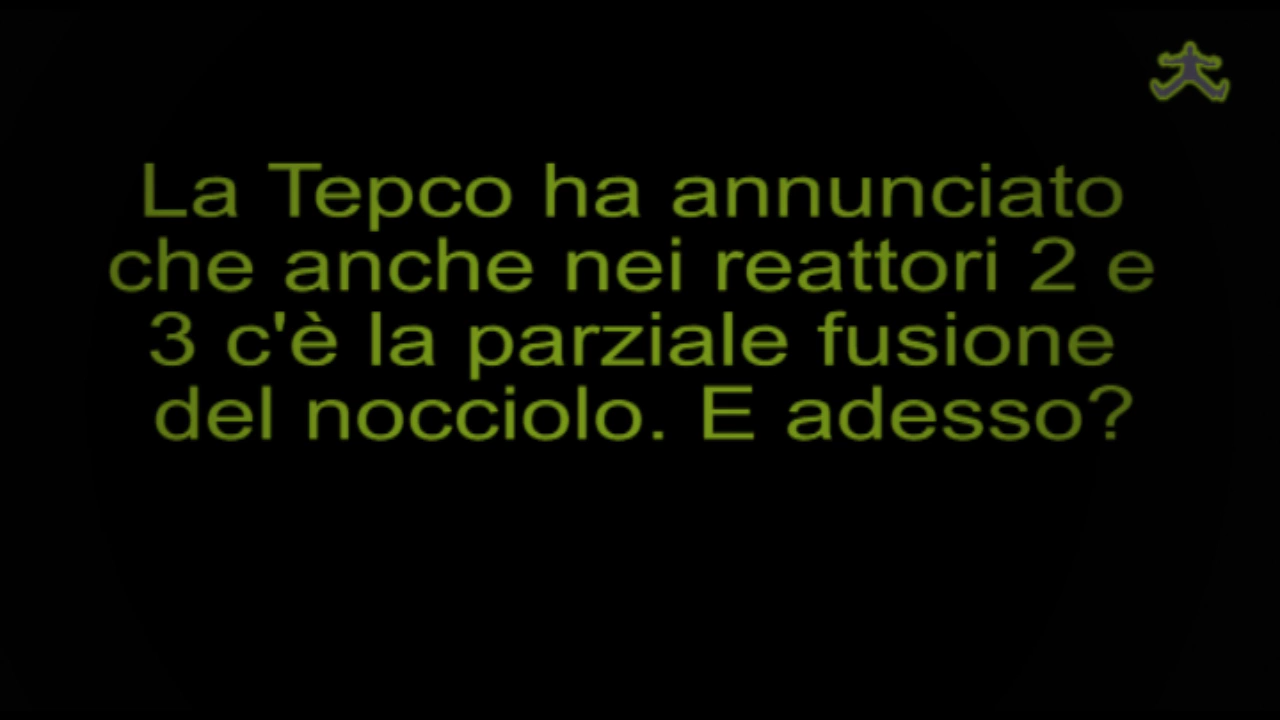 La Tepco ha annunciato
che anche nei reattori 2 e
3 c'è la parziale fusione
del nocciolo. E adesso?